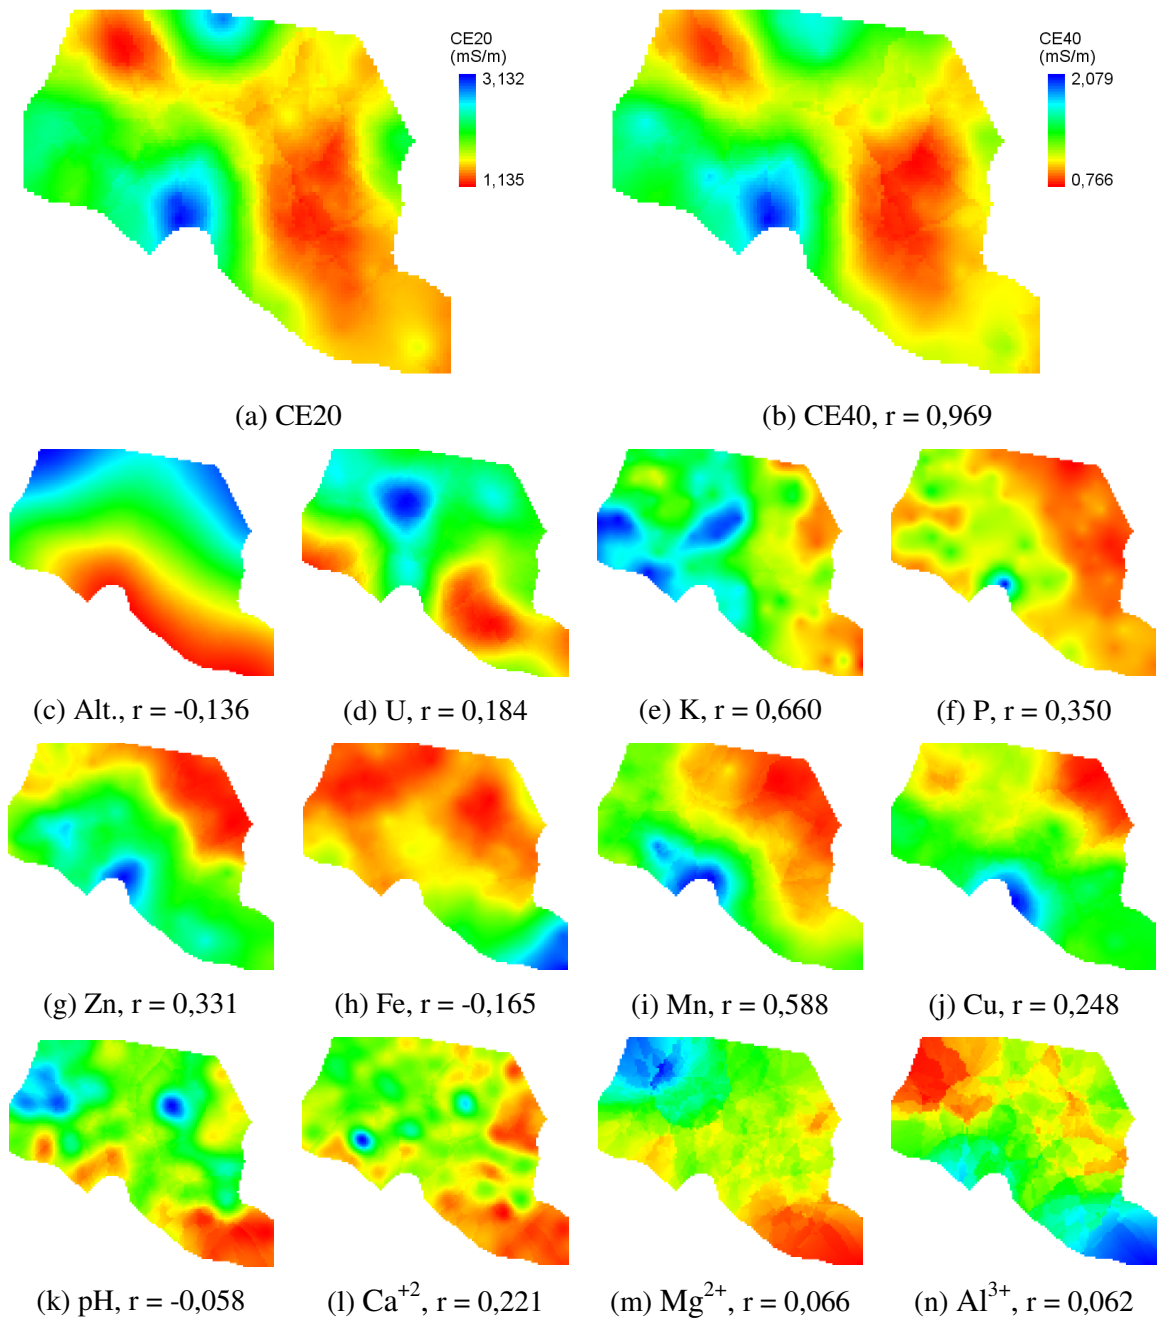 CE20
(mS/m)
3,132
1,135
CE40
(mS/m)
2,079
0,766
(a) CE20
(b) CE40, r = 0,969
(c) Alt., r = -0,136
(d) U, r = 0,184
(e) K, r = 0,660
(f) P, r = 0,350
(g) Zn, r = 0,331
(h) Fe, r = -0,165
(i) Mn, r = 0,588
(j) Cu, r = 0,248
(k) pH, r = -0,058
(l) Ca⁺², r = 0,221
(m) Mg²⁺, r = 0,066
(n) Al³⁺, r = 0,062